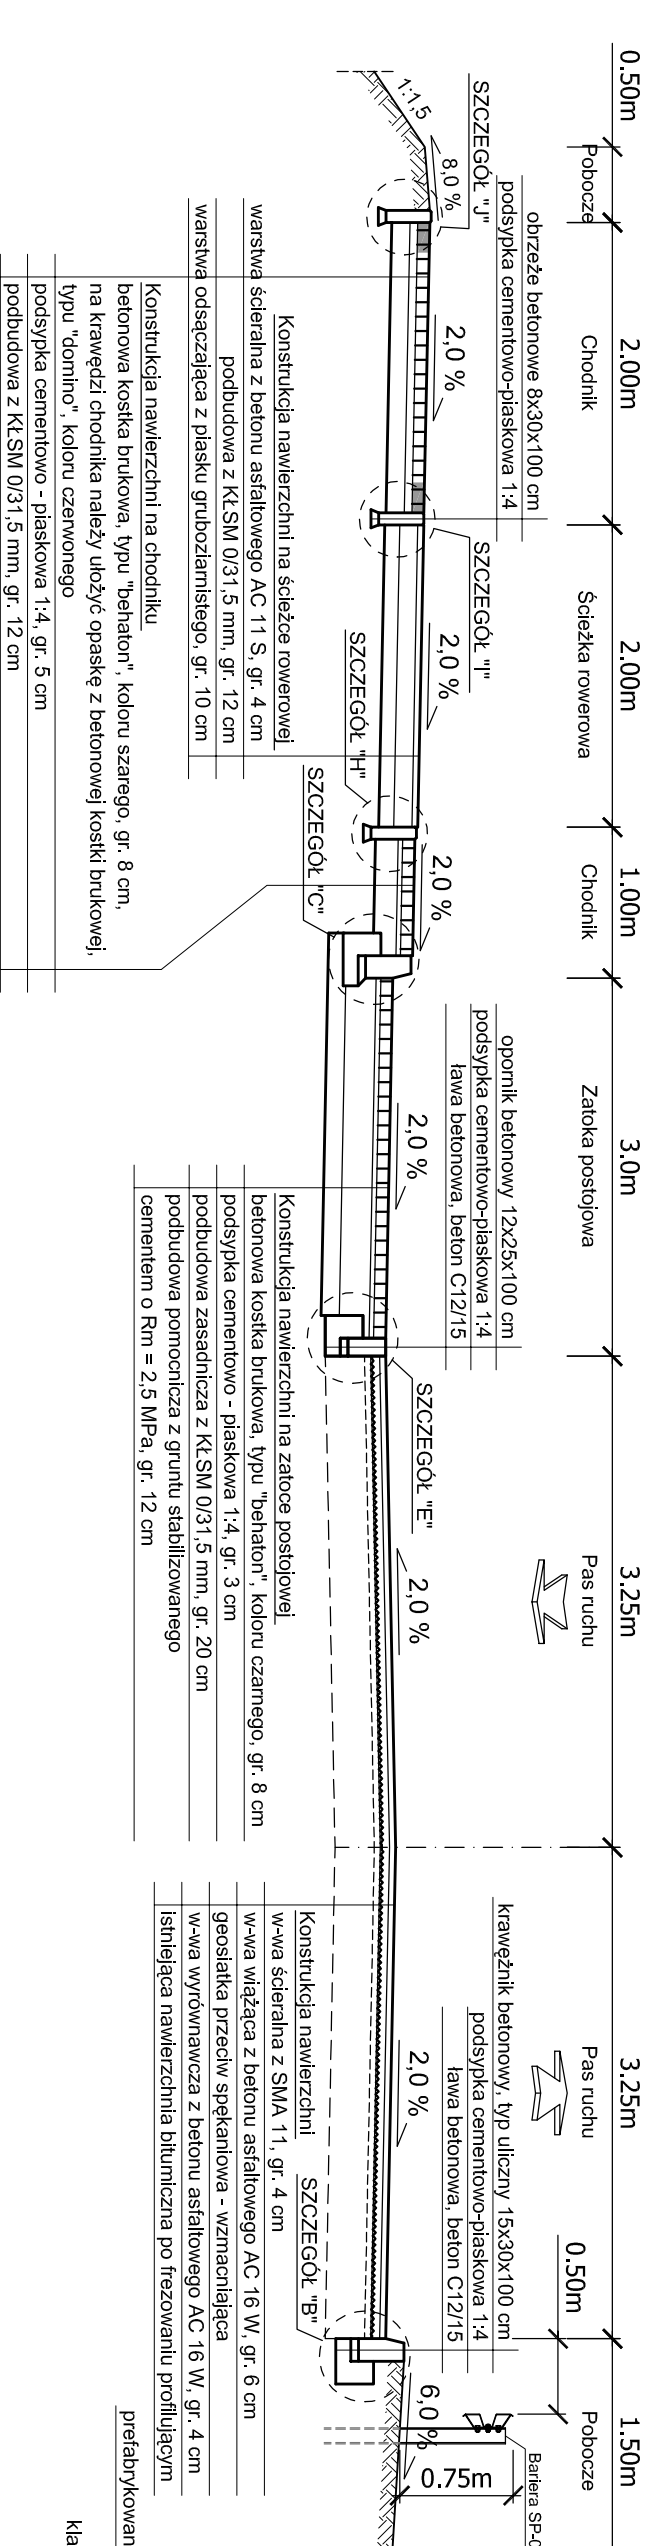 0.50m
2.00m
2.00m
1.00m
3.0m
3.25m
3.25m
1.50m
Pobocze
Chodnik
Ścieżka rowerowa
Chodnik
Zatoka postojowa
Pas ruchu
Pas ruchu
Pobocze
0.50m
obrzeże betonowe 8x30x100 cm
podsypka cementowo-piaskowa 1:4
SZCZEGÓŁ "J"
1:1,5
8,0 %
2,0 %
SZCZEGÓŁ "I"
2,0 %
SZCZEGÓŁ "H"
2,0 %
SZCZEGÓŁ "C"
opornik betonowy 12x25x100 cm
podsypka cementowo-piaskowa 1:4
ława betonowa, beton C12/15
2,0 %
SZCZEGÓŁ "E"
2,0 %
krawężnik betonowy, typ uliczny 15x30x100 cm
podsypka cementowo-piaskowa 1:4
ława betonowa, beton C12/15
2,0 %
SZCZEGÓŁ "B"
6,0 %
0.75m
Bariera
Konstrukcja nawierzchni na ścieżce rowerowej
warstwa ścieralna z betonu asfaltowego AC 11 S, gr. 4 cm
podbudowa z KŁSM 0/31,5 mm, gr. 12 cm
warstwa odsączająca z piasku gruboziarnistego, gr. 10 cm
Konstrukcja nawierzchni na chodniku
betonowa kostka brukowa, typu "behaton", koloru szarego, gr. 8 cm,
na krawędzi chodnika należy ułożyć opaskę z betonowej kostki brukowej,
typu "domino", koloru czerwonego
podsypka cementowo - piaskowa 1:4, gr. 5 cm
podbudowa z KŁSM 0/31,5 mm, gr. 12 cm
Konstrukcja nawierzchni na zatoce postojowej
betonowa kostka brukowa, typu "behaton", koloru czarnego, gr. 8 cm
podsypka cementowo - piaskowa 1:4, gr. 3 cm
podbudowa zasadnicza z KŁSM 0/31,5 mm, gr. 20 cm
podbudowa pomocnicza z gruntu stabilizowanego
cementem o Rm = 2,5 MPa, gr. 12 cm
Konstrukcja nawierzchni
w-wa ścieralna z SMA 11, gr. 4 cm
w-wa wiążąca z betonu asfaltowego AC 16 W, gr. 6 cm
geosiatka przeciw spękaniowa - wzmacniająca
w-wa wyrównawcza z betonu asfaltowego AC 16 W, gr. 4 cm
istniejąca nawierzchnia bitumiczna po frezowaniu profilującym
prefabrykowan
kla